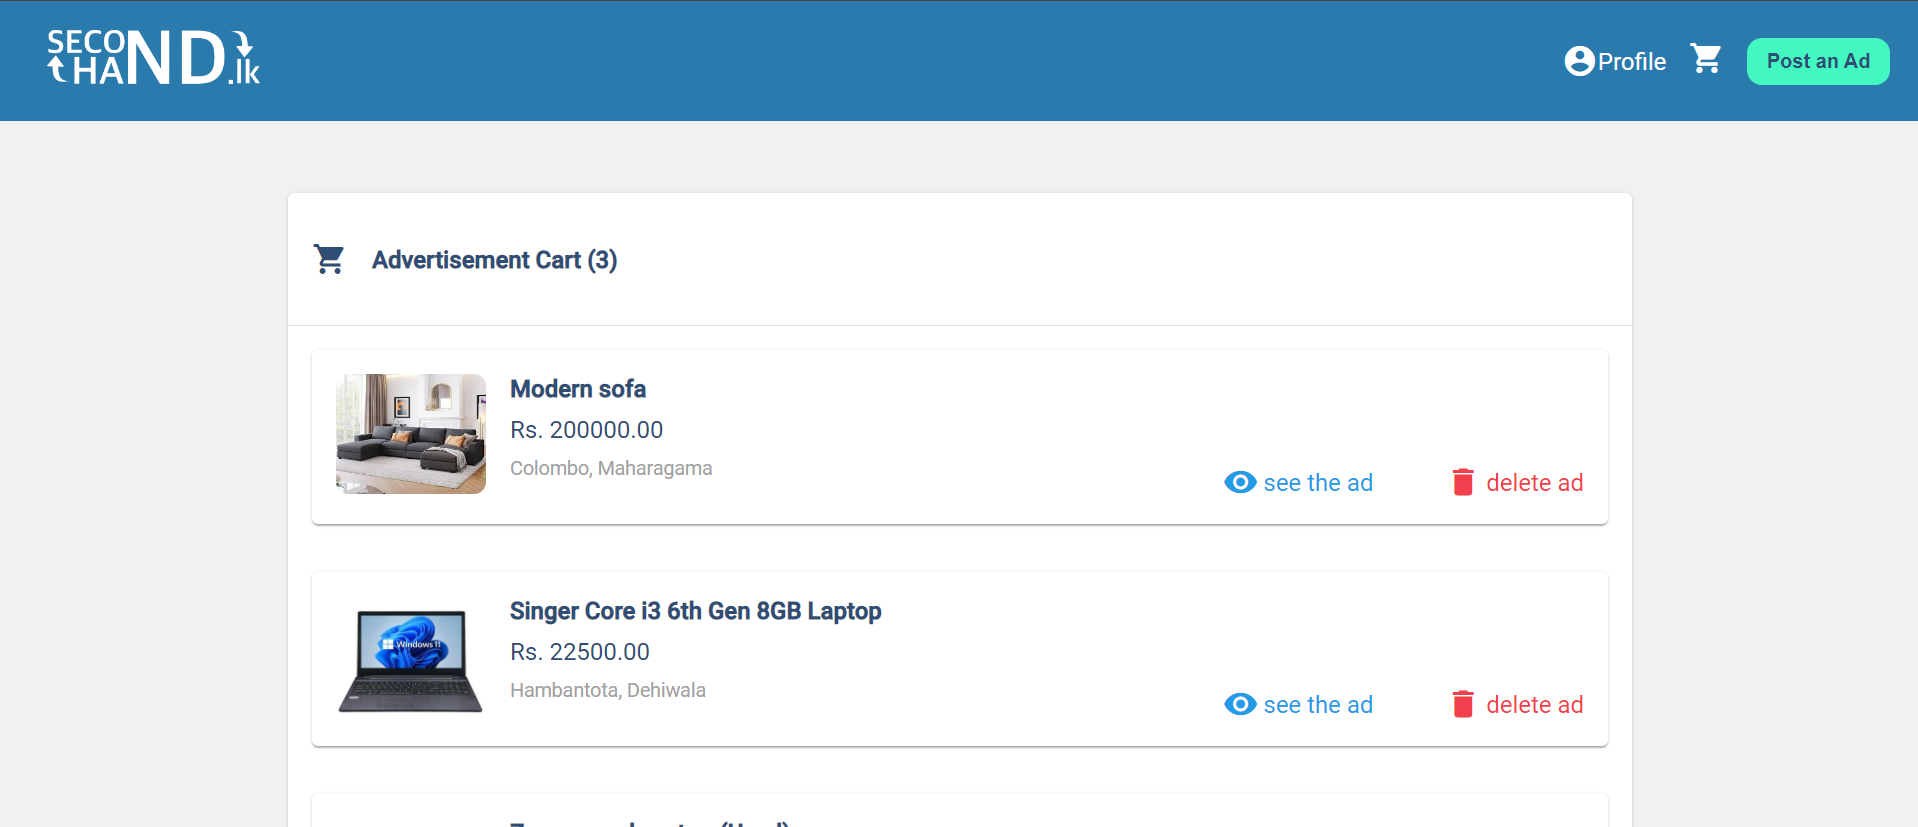 SECOND
HAND.lk
Profile
Post an Ad
Advertisement Cart (3)
Modern sofa
Rs. 200000.00
Colombo, Maharagama
see the ad
delete ad
Singer Core i3 6th Gen 8GB Laptop
Windows 11
Rs. 22500.00
Hambantota, Dehiwala
see the ad
delete ad